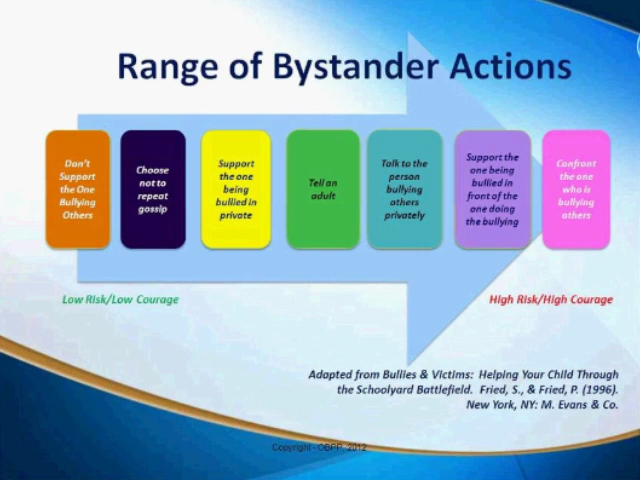 Range of Bystander Actions
Don't
Support
the One
Bullying
Others
Choose
not to
repeat
gossip
Support
the one
being
bullied in
private
Tell an
adult
Talk to the
person
bullying
others
privately
Support the
one being
bullied in
front of the
one doing
the bullying
Confront
the one
who is
bullying
others
Low Risk/Low Courage
High Risk/High Courage
Adapted from Bullies & Victims: Helping Your Child Through
the Schoolyard Battlefield. Fried, S., & Fried, P. (1996).
New York, NY: M. Evans & Co.
Copyright - OBPP, 2012